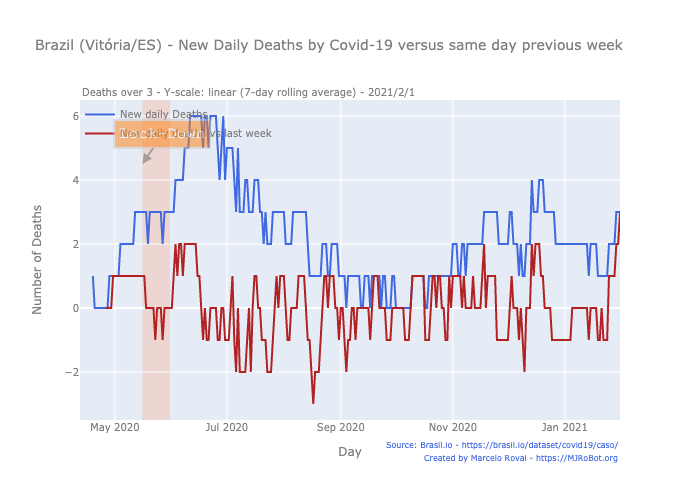 Brazil (Vitória/ES) - New Daily Deaths by Covid-19 versus same day previous week
Deaths over 3 - Y-scale: linear (7-day rolling average) - 2021/2/1
New daily Deaths
New daily deaths vs last week
6
4
2
0
−2
Number of Deaths
May 2020
Jul 2020
Sep 2020
Nov 2020
Jan 2021
Day
Source: Brasil.io - https://brasil.io/dataset/covid19/caso/
Created by Marcelo Rovai - https://MJRoBot.org